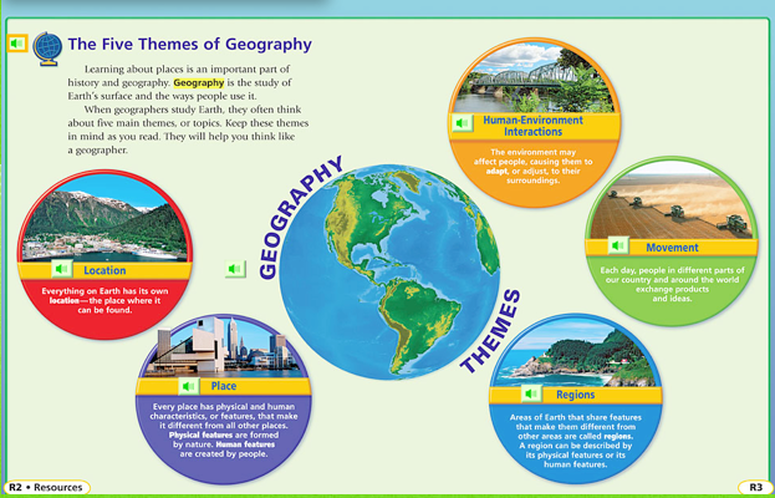 The Five Themes of Geography
Learning about places is an important part of
history and geography. Geography is the study of
Earth's surface and the ways people use it.
When geographers study Earth, they often think
about five main themes, or topics. Keep these themes
in mind as you read. They will help you think like
a geographer.
Human-Environment
Interactions
The environment may
affect people, causing them to
adapt, or adjust, to their
surroundings.
GEOGRAPHY
THEMES
Location
Everything on Earth has its own
location—the place where it
can be found.
Movement
Each day, people in different parts of
our country and around the world
exchange products
and ideas.
Place
Every place has physical and human
characteristics, or features, that make
it different from all other places.
Physical features are formed
by nature. Human features
are created by people.
Regions
Areas of Earth that share features
that make them different from
other areas are called regions.
A region can be described by
its physical features or its
human features.
R2 • Resources
R3